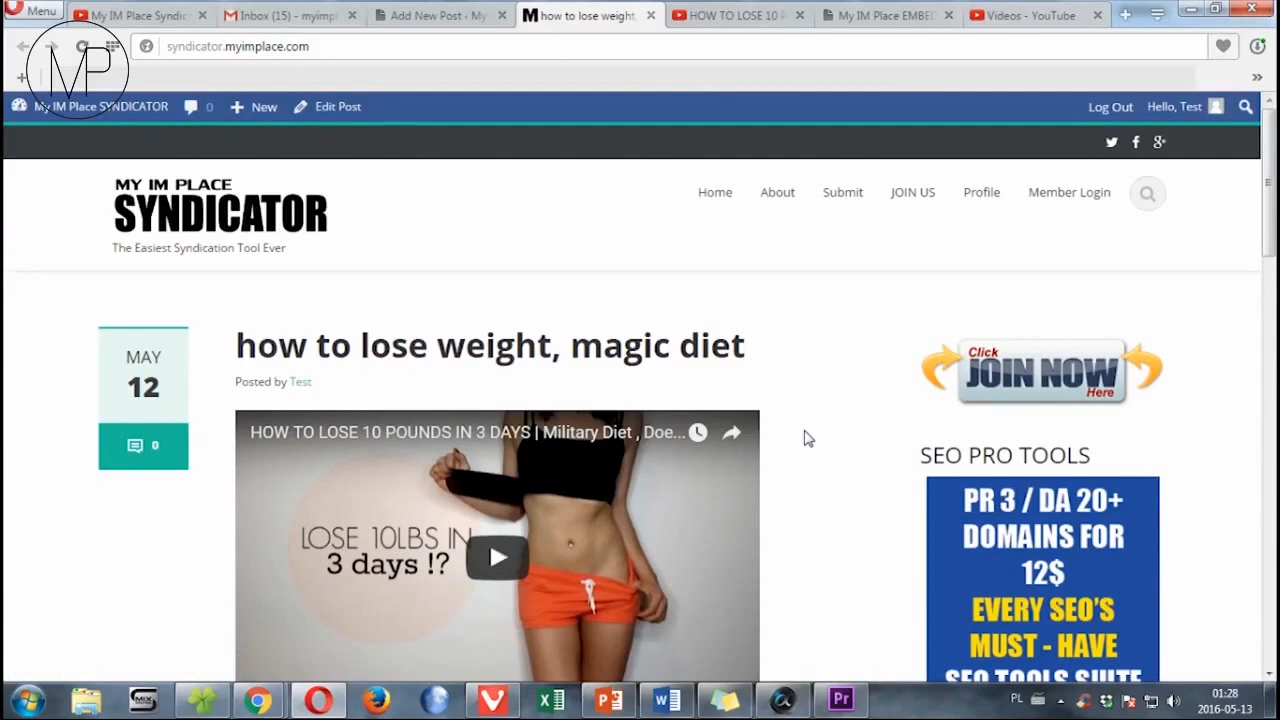 Menu
My IM Place Syndic
Inbox (15) - myimpl
Add New Post - My
how to lose weight,
HOW TO LOSE 10 P
My IM Place EMBED
Videos - YouTube
MP
syndicator.myimplace.com
My IM Place SYNDICATOR
0
New
Edit Post
Log Out
Hello, Test
MY IM PLACE
SYNDICATOR
The Easiest Syndication Tool Ever
Home
About
Submit
JOIN US
Profile
Member Login
MAY
12
0
how to lose weight, magic diet
Posted by Test
HOW TO LOSE 10 POUNDS IN 3 DAYS | Military Diet , Doe...
LOSE 10LBS IN
3 days !?
Click
JOIN NOW
Here
SEO PRO TOOLS
PR 3 / DA 20+
DOMAINS FOR
12$
EVERY SEO'S
MUST - HAVE
SEO TOOLS SUITE
PL
01:28
2016-05-13